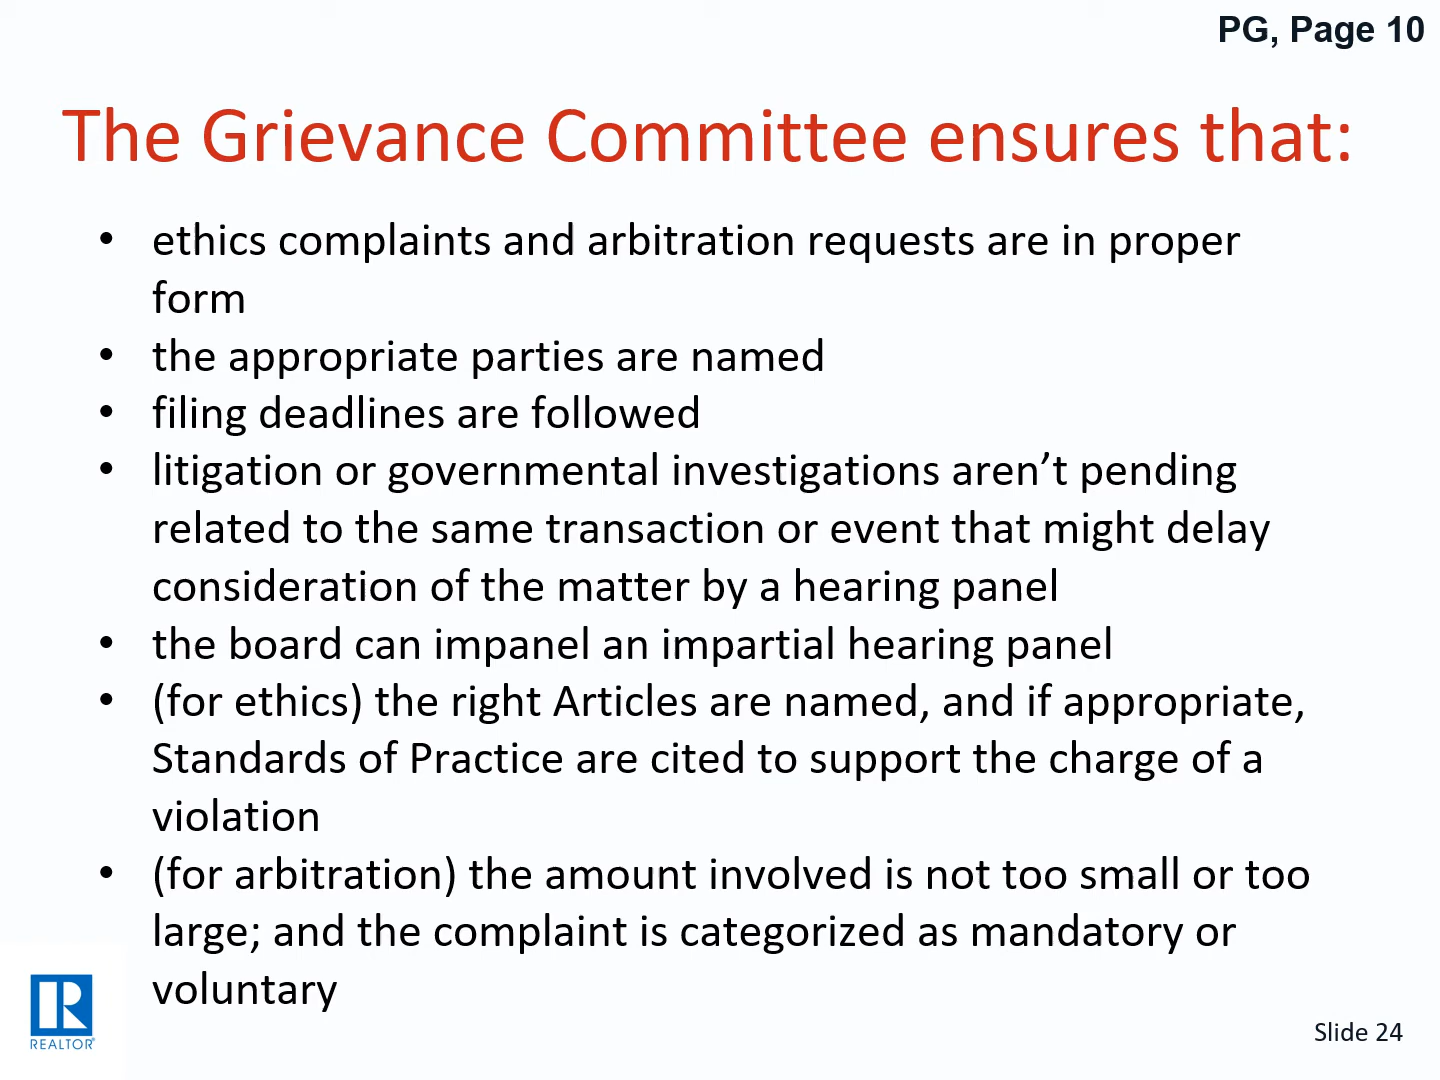 PG, Page 10
The Grievance Committee ensures that:
• ethics complaints and arbitration requests are in proper
form
• the appropriate parties are named
• filing deadlines are followed
• litigation or governmental investigations aren’t pending
related to the same transaction or event that might delay
consideration of the matter by a hearing panel
• the board can impanel an impartial hearing panel
• (for ethics) the right Articles are named, and if appropriate,
Standards of Practice are cited to support the charge of a
violation
• (for arbitration) the amount involved is not too small or too
large; and the complaint is categorized as mandatory or
voluntary
R
REALTOR®
Slide 24